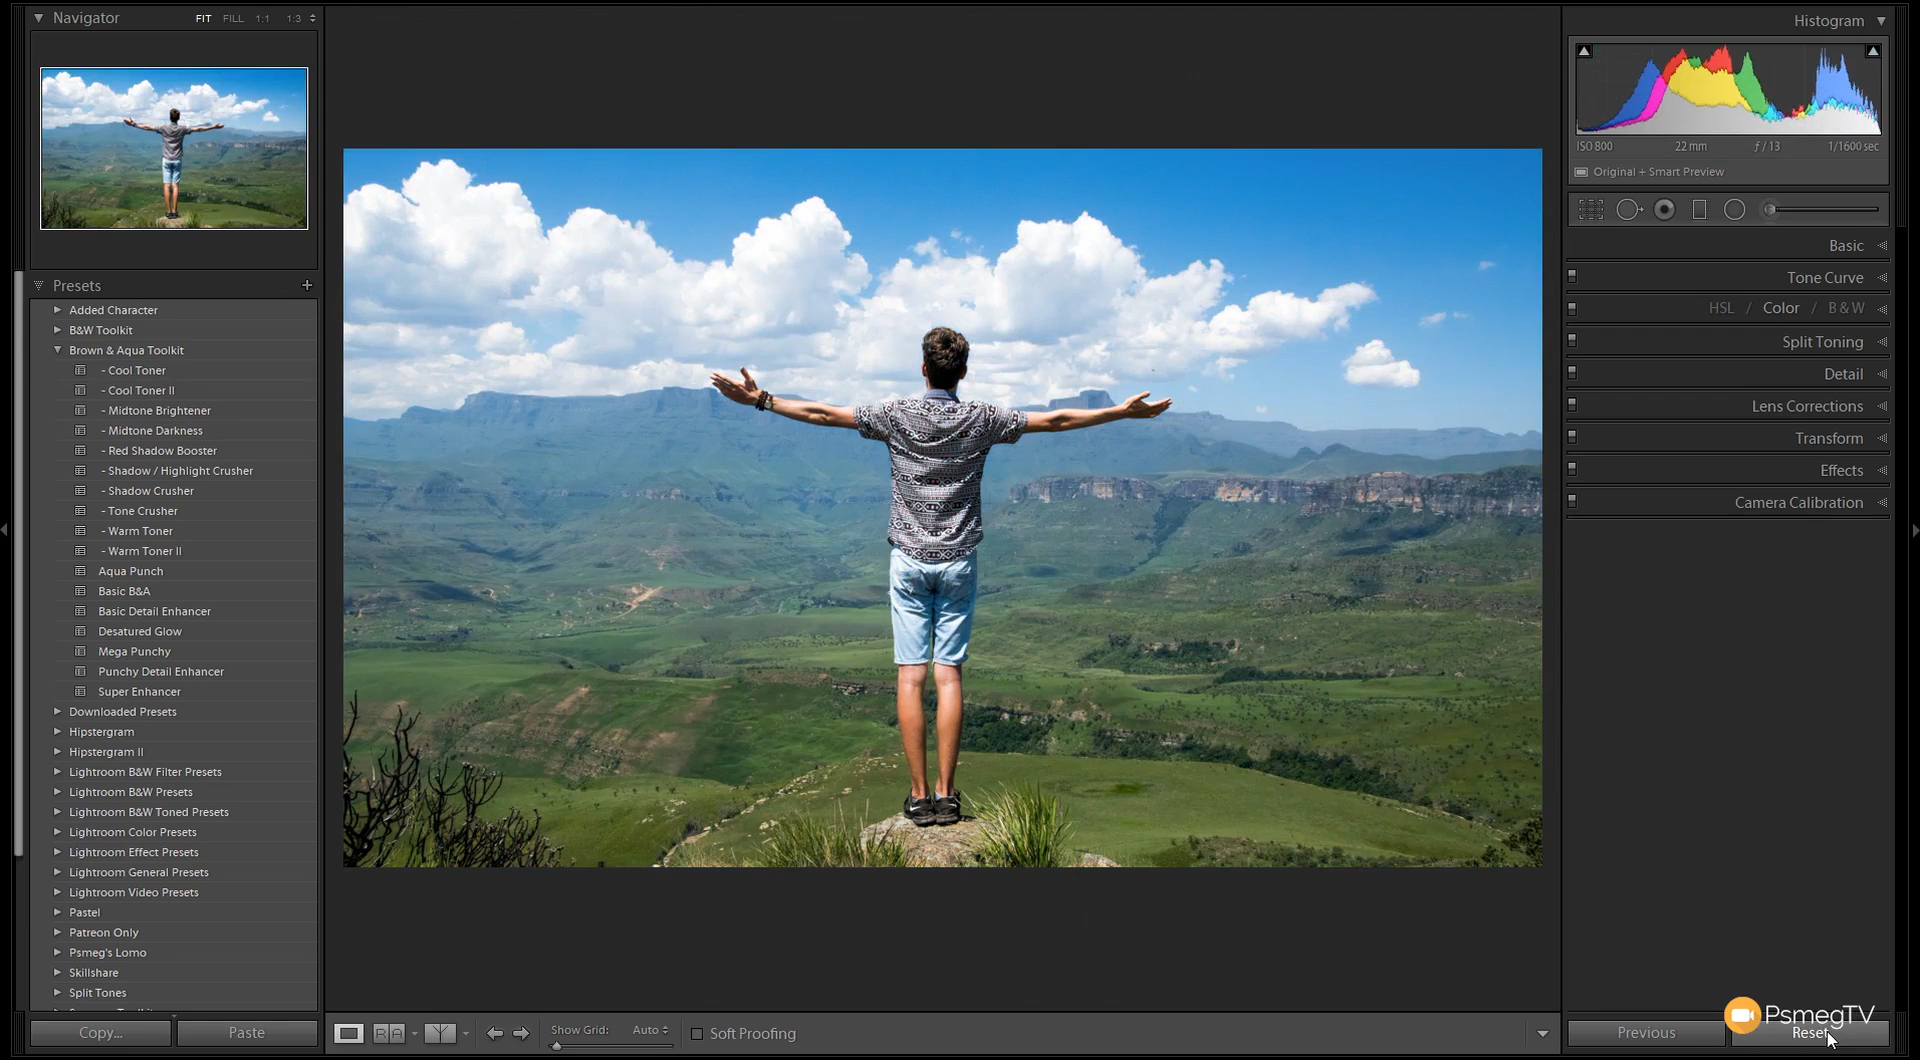 Navigator FIT FILL 1:1 1:3
Presets +
Added Character
B&W Toolkit
Brown & Aqua Toolkit
- Cool Toner
- Cool Toner II
- Midtone Brightener
- Midtone Darkness
- Red Shadow Booster
- Shadow / Highlight Crusher
- Shadow Crusher
- Tone Crusher
- Warm Toner
- Warm Toner II
Aqua Punch
Basic B&A
Basic Detail Enhancer
Desatured Glow
Mega Punchy
Punchy Detail Enhancer
Super Enhancer
Downloaded Presets
Hipstergram
Hipstergram II
Lightroom B&W Filter Presets
Lightroom B&W Presets
Lightroom B&W Toned Presets
Lightroom Color Presets
Lightroom Effect Presets
Lightroom General Presets
Lightroom Video Presets
Pastel
Patreon Only
Psmeg's Lomo
Skillshare
Split Tones
Copy... Paste
R A Y Show Grid: Auto Soft Proofing
Histogram
ISO 800 22 mm ƒ / 13 1/1600 sec
Original + Smart Preview
Basic
Tone Curve
HSL / Color / B & W
Split Toning
Detail
Lens Corrections
Transform
Effects
Camera Calibration
PsmegTV
Previous Reset